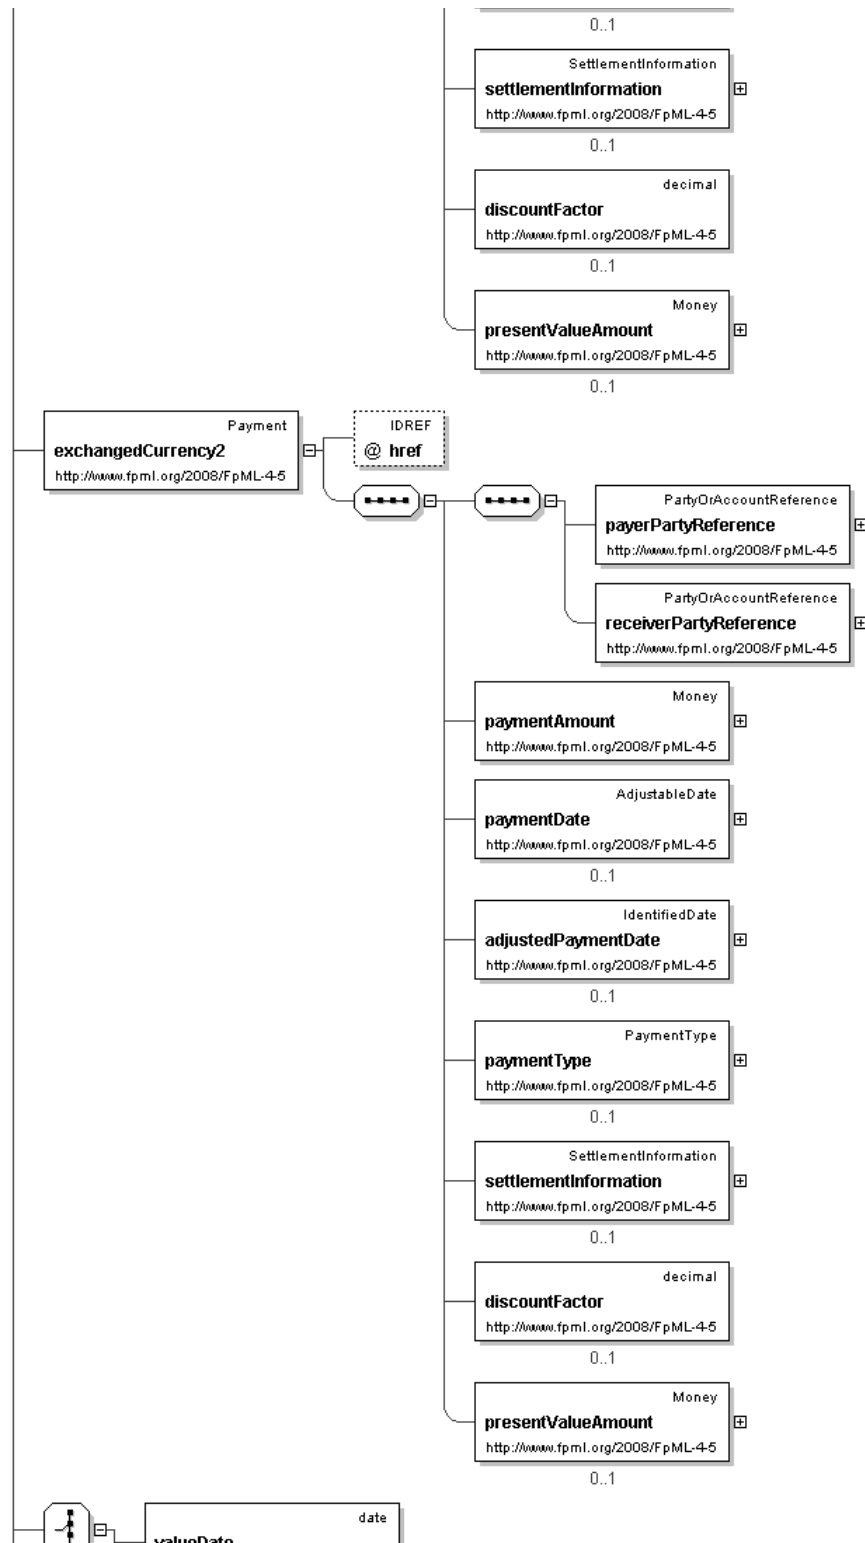 0..1
SettlementInformation
settlementInformation
http://www.fpml.org/2008/FpML-4-5
0..1
decimal
discountFactor
http://www.fpml.org/2008/FpML-4-5
0..1
Money
presentValueAmount
http://www.fpml.org/2008/FpML-4-5
0..1
Payment
exchangedCurrency2
http://www.fpml.org/2008/FpML-4-5
IDREF
@ href
PartyOrAccountReference
payerPartyReference
http://www.fpml.org/2008/FpML-4-5
PartyOrAccountReference
receiverPartyReference
http://www.fpml.org/2008/FpML-4-5
Money
paymentAmount
http://www.fpml.org/2008/FpML-4-5
AdjustableDate
paymentDate
http://www.fpml.org/2008/FpML-4-5
0..1
IdentifiedDate
adjustedPaymentDate
http://www.fpml.org/2008/FpML-4-5
0..1
PaymentType
paymentType
http://www.fpml.org/2008/FpML-4-5
0..1
SettlementInformation
settlementInformation
http://www.fpml.org/2008/FpML-4-5
0..1
decimal
discountFactor
http://www.fpml.org/2008/FpML-4-5
0..1
Money
presentValueAmount
http://www.fpml.org/2008/FpML-4-5
0..1
date
valueDate